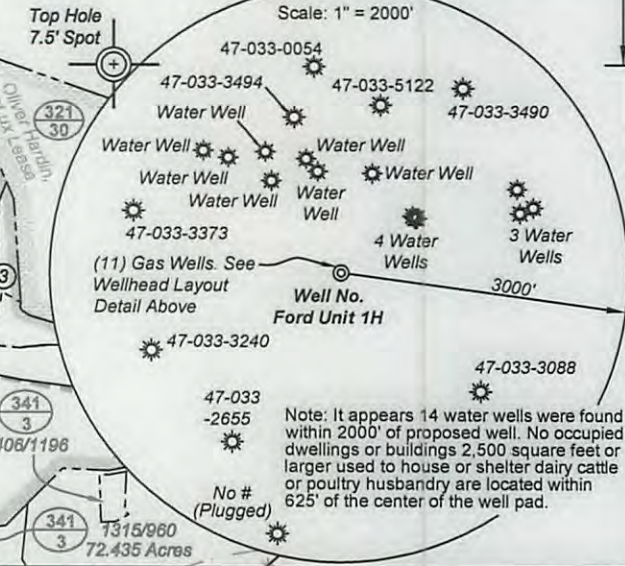 Top Hole
7.5' Spot
Scale: 1" = 2000'
47-033-0054
47-033-3494
47-033-5122
47-033-3490
Water Well
Water Well
Water Well
Water Well
Water Well
Water
Well
Water Well
47-033-3373
4 Water
Wells
3 Water
Wells
321
30
Oliver Hardin,
ux Lease
(11) Gas Wells. See
Wellhead Layout
Detail Above
Well No.
Ford Unit 1H
3000'
3
47-033-3240
47-033-3088
47-033
-2655
Note: It appears 14 water wells were found
within 2000' of proposed well. No occupied
dwellings or buildings 2,500 square feet or
larger used to house or shelter dairy cattle
or poultry husbandry are located within
625' of the center of the well pad.
341
3
406/1196
No #
(Plugged)
341
3
1315/960
72.435 Acres